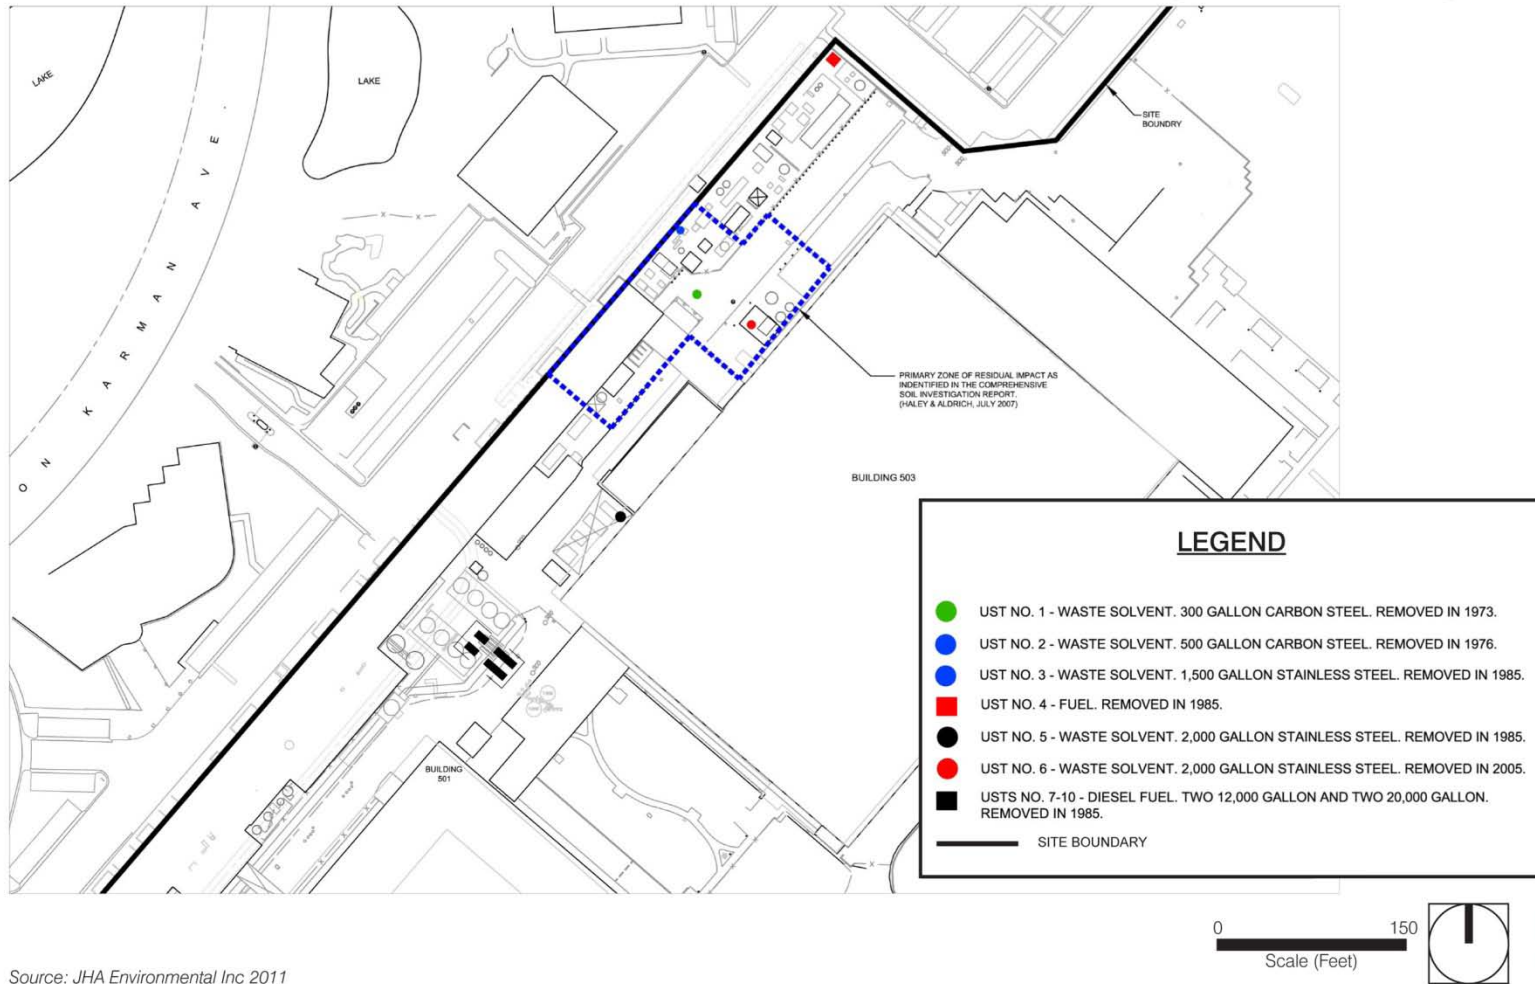 LAKE
LAKE
ON KARMAN AVE.
SITE
BOUNDRY
PRIMARY ZONE OF RESIDUAL IMPACT AS
INDENTIFIED IN THE COMPREHENSIVE
SOIL INVESTIGATION REPORT.
(HALEY & ALDRICH, JULY 2007)
BUILDING 503
BUILDING
501
LEGEND
UST NO. 1 - WASTE SOLVENT. 300 GALLON CARBON STEEL. REMOVED IN 1973.
UST NO. 2 - WASTE SOLVENT. 500 GALLON CARBON STEEL. REMOVED IN 1976.
UST NO. 3 - WASTE SOLVENT. 1,500 GALLON STAINLESS STEEL. REMOVED IN 1985.
UST NO. 4 - FUEL. REMOVED IN 1985.
UST NO. 5 - WASTE SOLVENT. 2,000 GALLON STAINLESS STEEL. REMOVED IN 1985.
UST NO. 6 - WASTE SOLVENT. 2,000 GALLON STAINLESS STEEL. REMOVED IN 2005.
USTS NO. 7-10 - DIESEL FUEL. TWO 12,000 GALLON AND TWO 20,000 GALLON.
REMOVED IN 1985.
SITE BOUNDARY
0 150
Scale (Feet)
Source: JHA Environmental Inc 2011